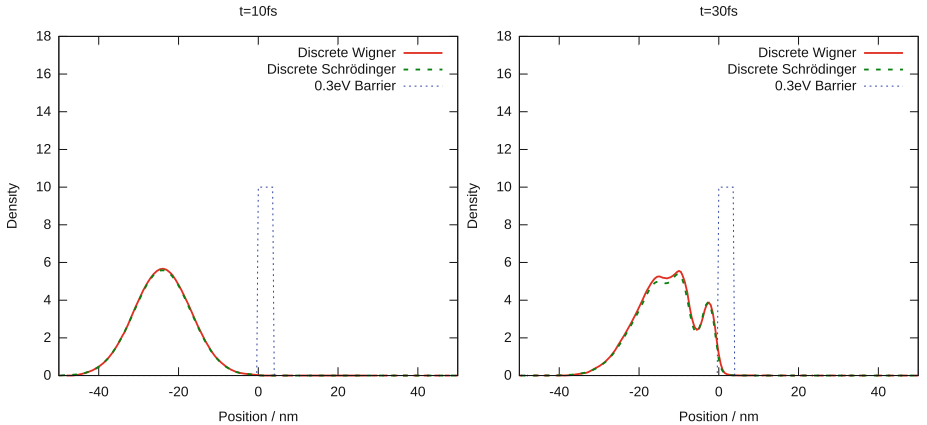 t=10fs
18
16
14
12
10
8
6
4
2
0
Density
Discrete Wigner
Discrete Schrödinger
0.3eV Barrier
-40 -20 0 20 40
Position / nm
t=30fs
18
16
14
12
10
8
6
4
2
0
Density
Discrete Wigner
Discrete Schrödinger
0.3eV Barrier
-40 -20 0 20 40
Position / nm